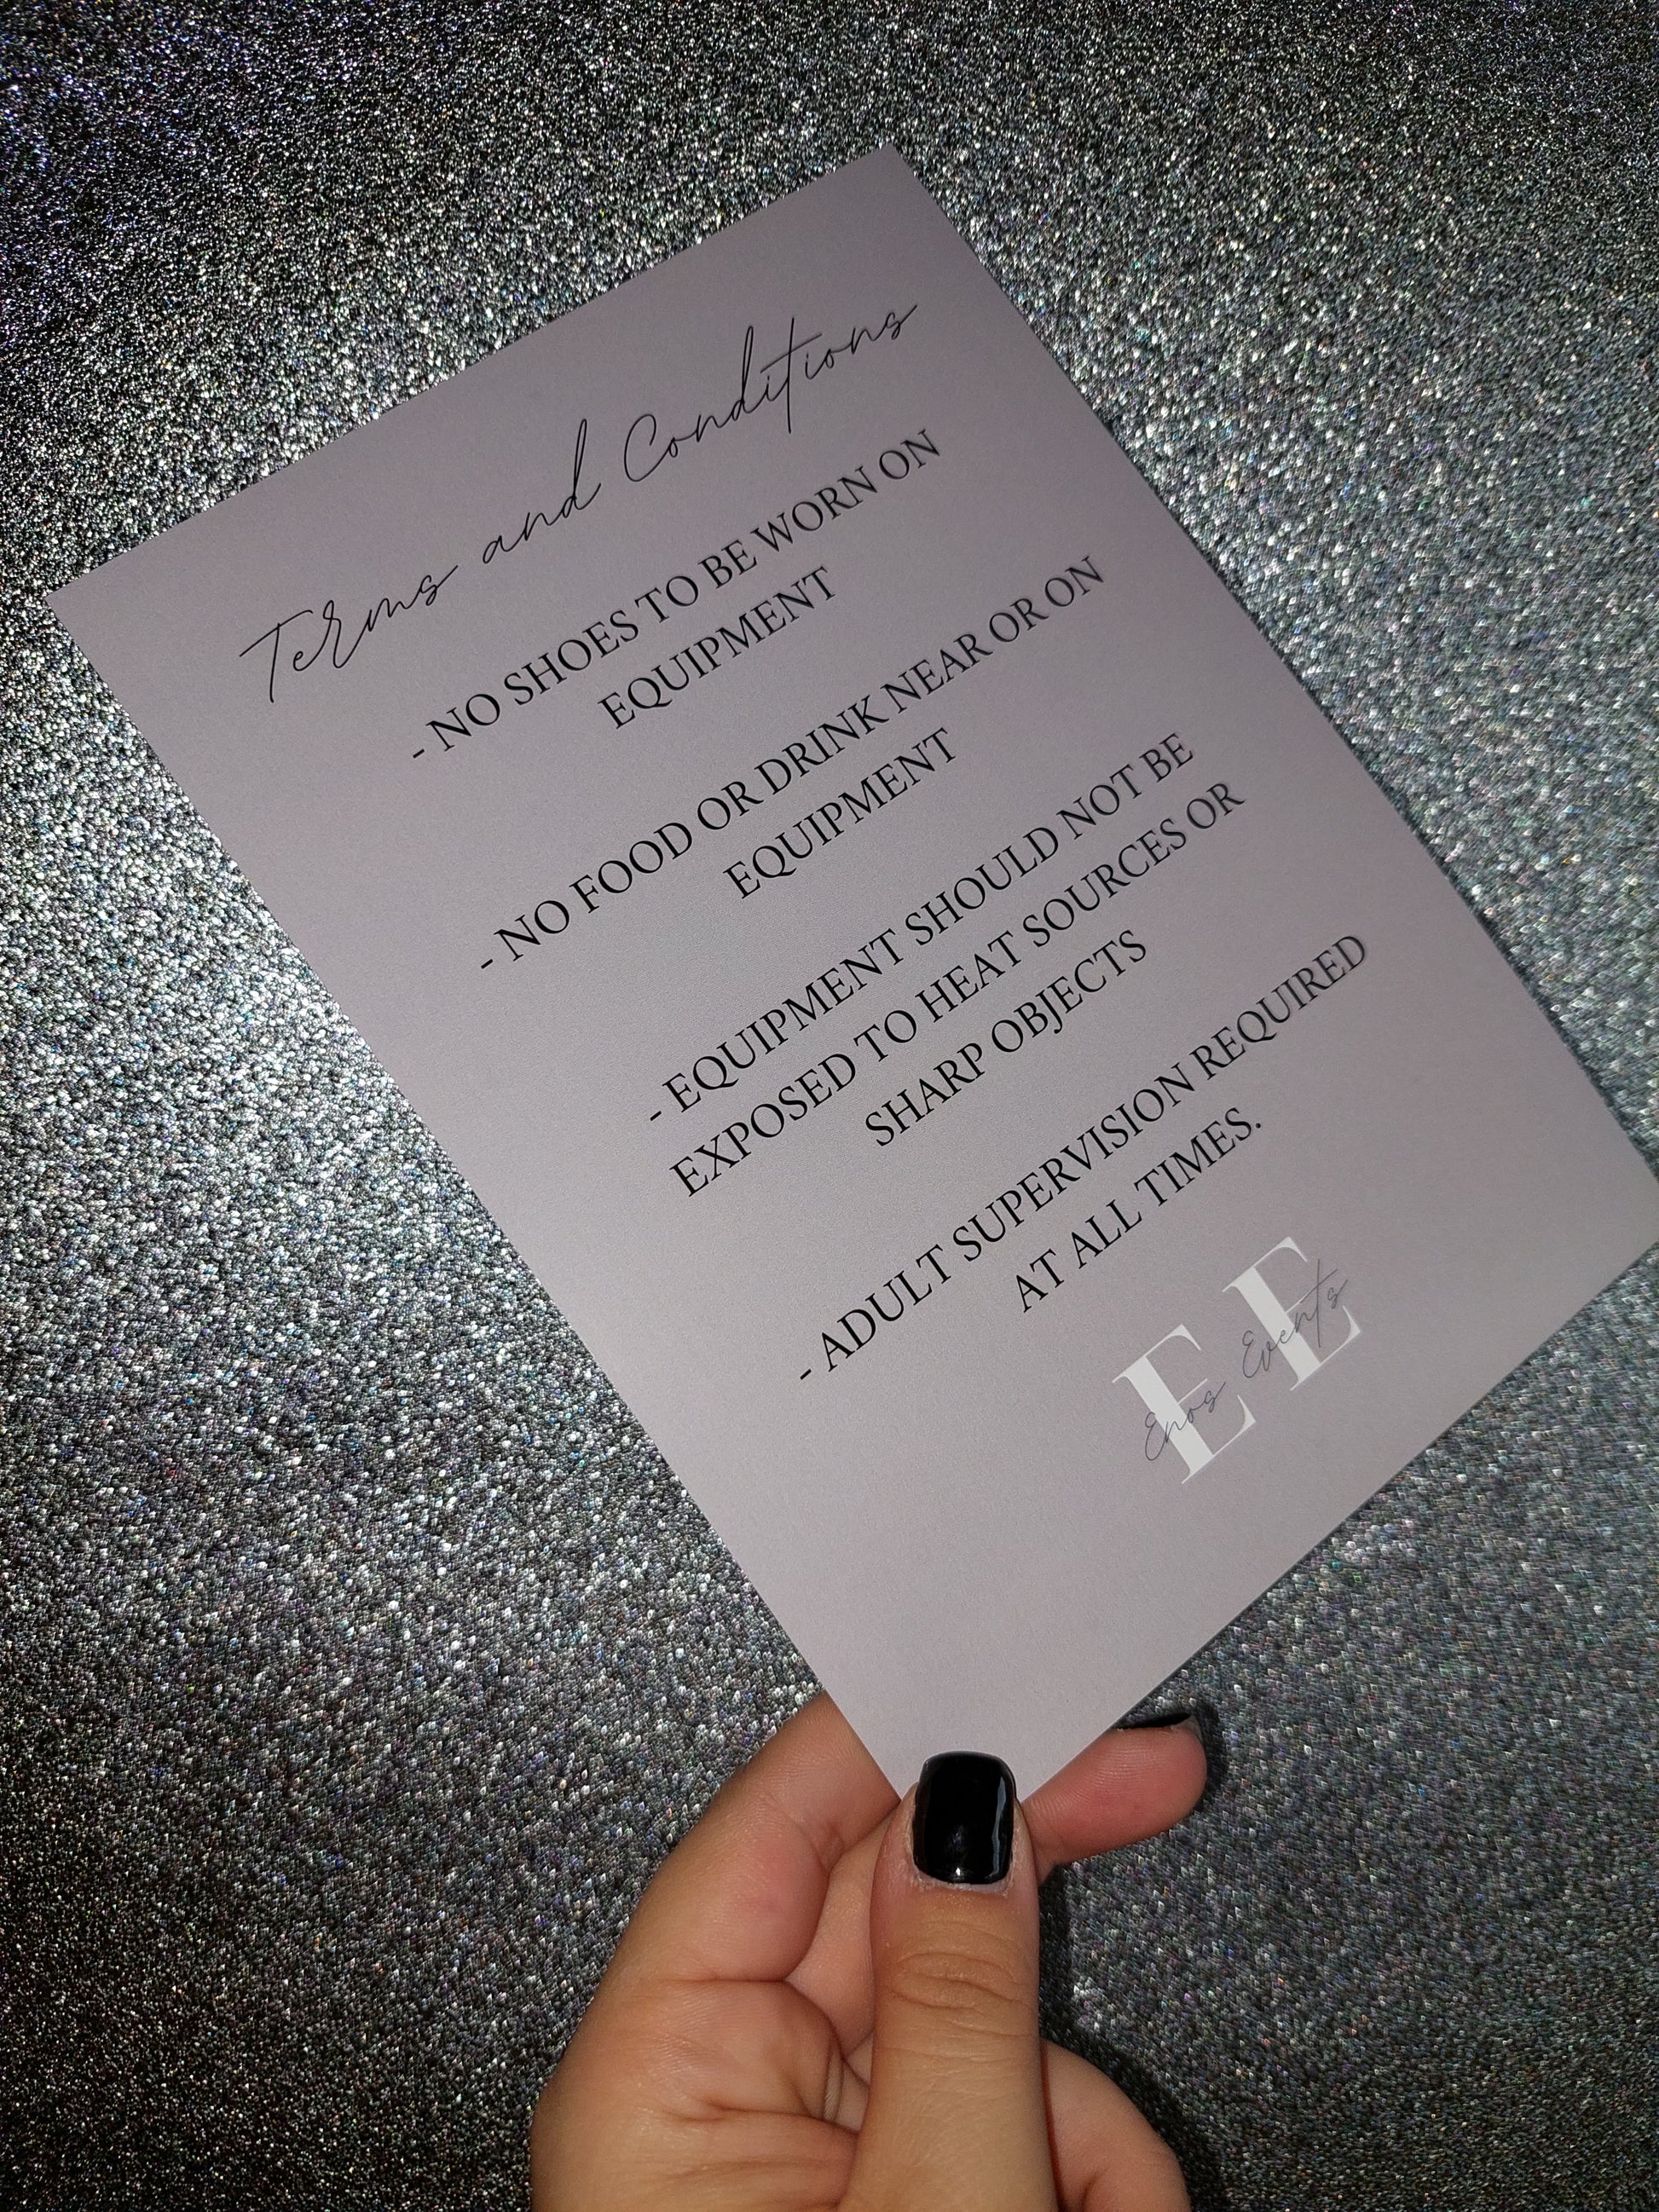 Terms and Conditions
- NO SHOES TO BE WORN ON
EQUIPMENT
- NO FOOD OR DRINK NEAR OR ON
EQUIPMENT
- EQUIPMENT SHOULD NOT BE
EXPOSED TO HEAT SOURCES OR
SHARP OBJECTS
- ADULT SUPERVISION REQUIRED
AT ALL TIMES.
EE
Enos Events